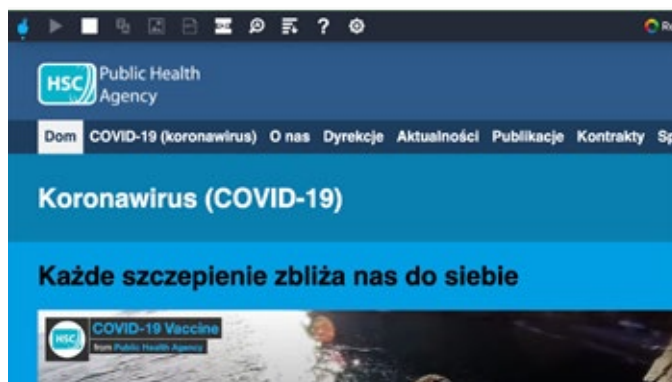 HSC Public Health
Agency
Dom COVID-19 (koronawirus) O nas Dyrekcje Aktualności Publikacje Kontrakty
Koronawirus (COVID-19)
Każde szczepienie zbliża nas do siebie
HSC COVID-19 Vaccine
from Public Health Agency